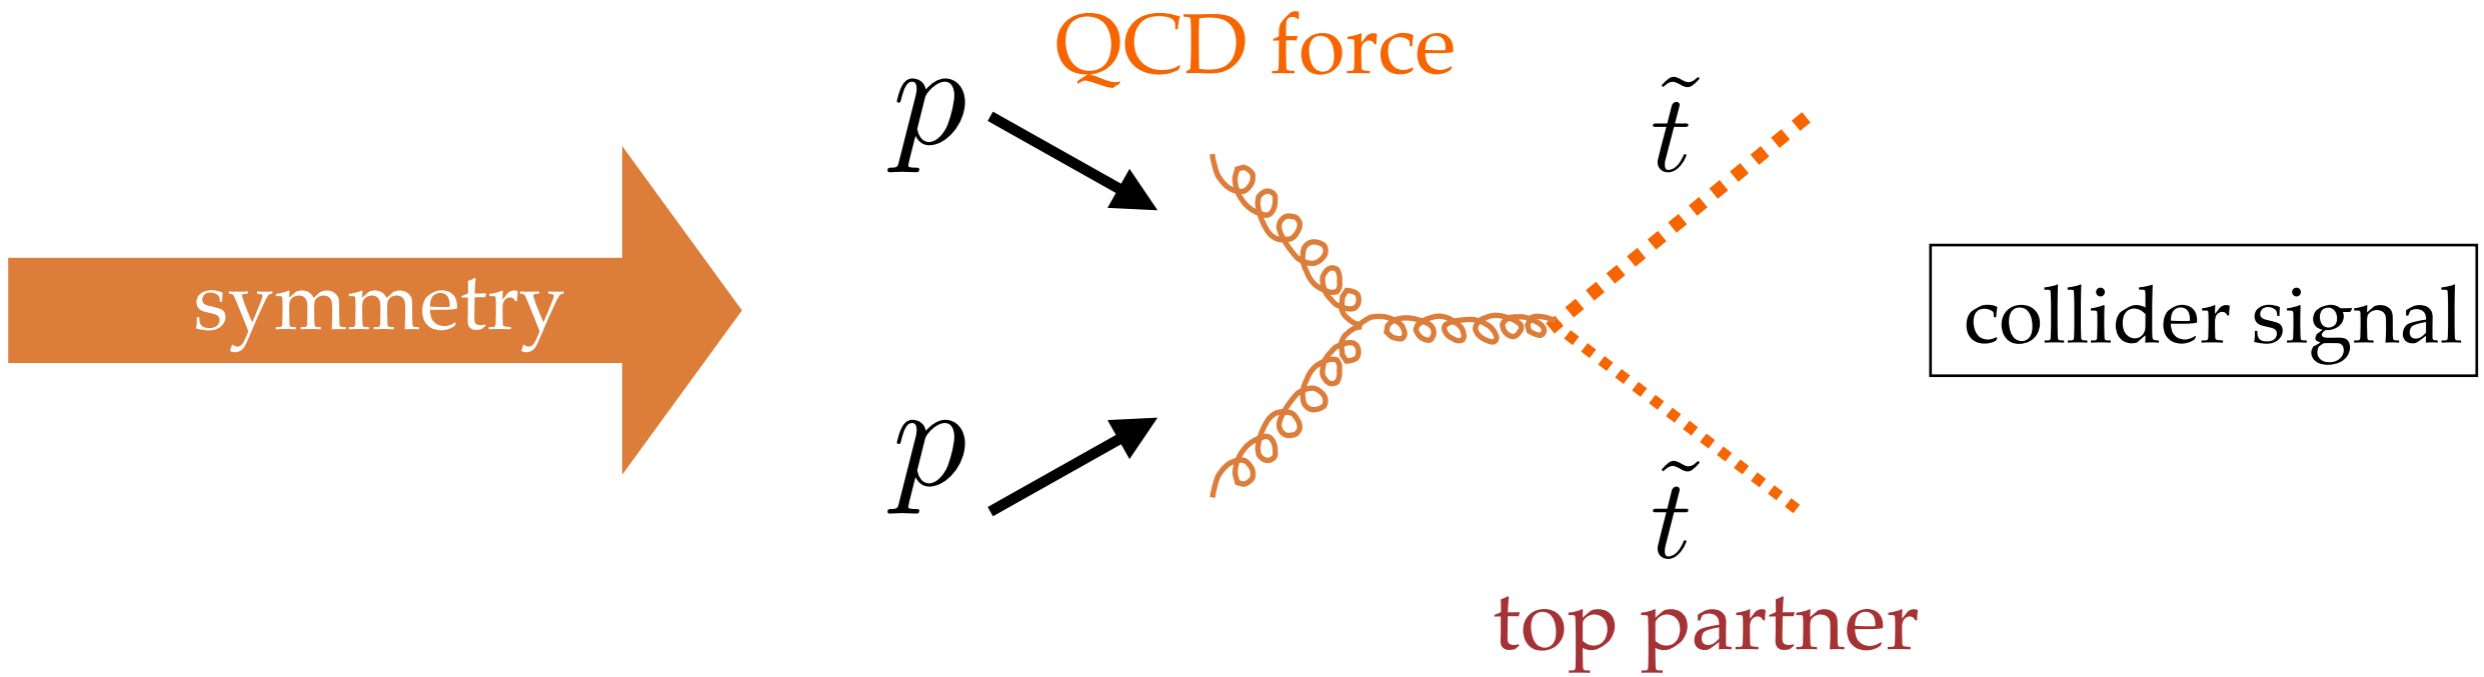 QCD force
p
t̃
symmetry
collider signal
p
t̃
top partner